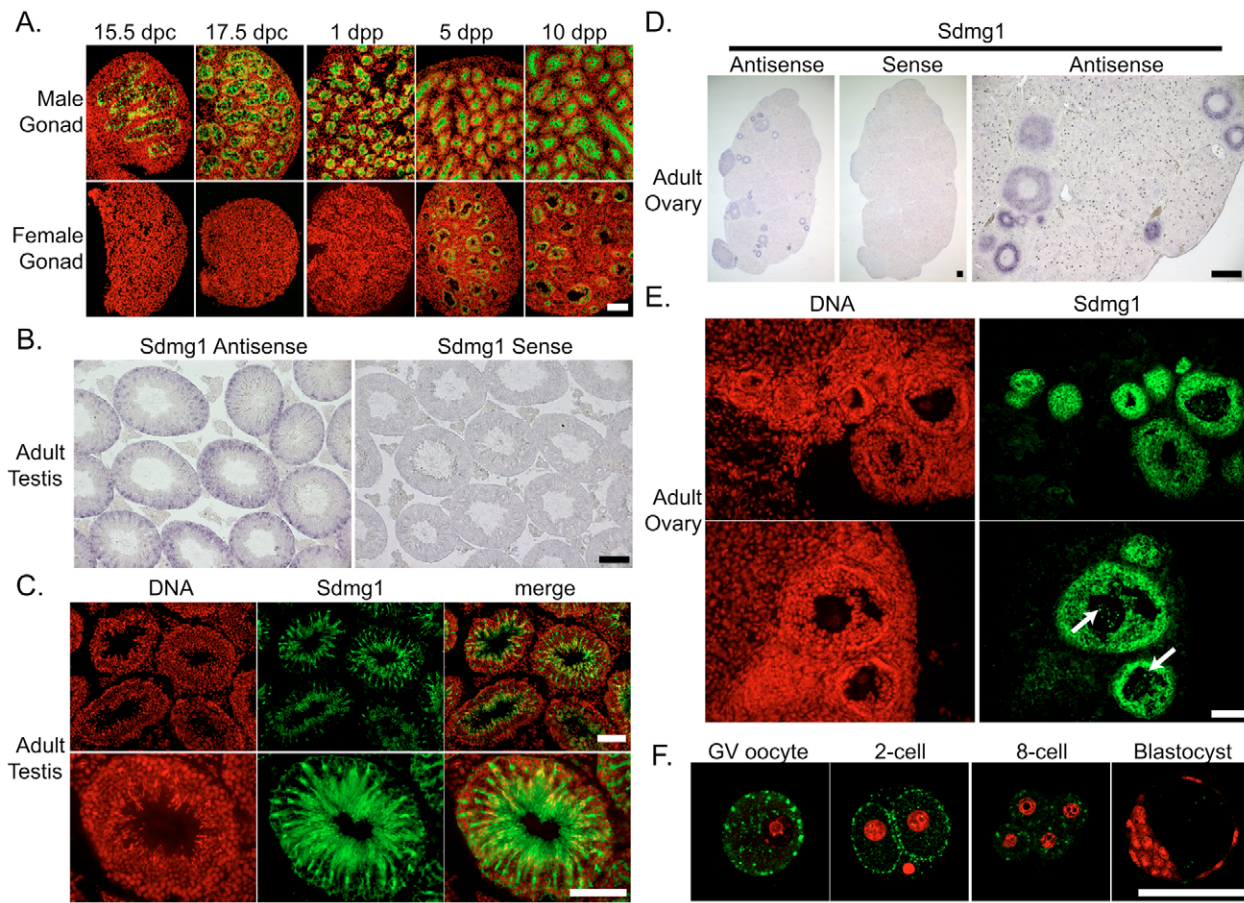 A.
15.5 dpc 17.5 dpc 1 dpp 5 dpp 10 dpp
Male
Gonad
Female
Gonad
B.
Sdmg1 Antisense Sdmg1 Sense
Adult
Testis
C.
DNA Sdmg1 merge
Adult
Testis
D.
Sdmg1
Antisense Sense Antisense
Adult
Ovary
E.
DNA Sdmg1
Adult
Ovary
F.
GV oocyte 2-cell 8-cell Blastocyst